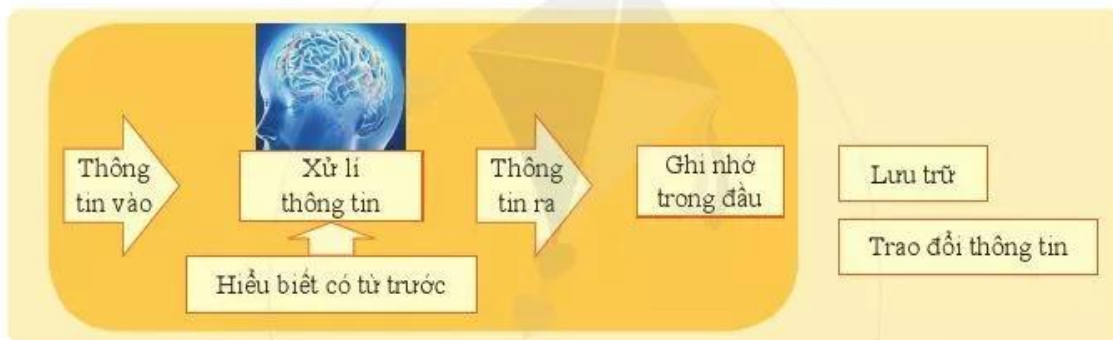 Thông
tin vào
Xử lí
thông tin
Thông
tin ra
Ghi nhớ
trong đầu
Lưu trữ
Trao đổi thông tin
Hiểu biết có từ trước